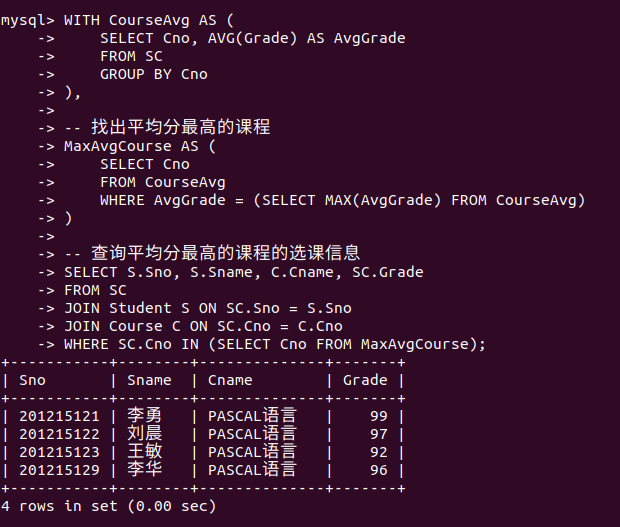 mysql> WITH CourseAvg AS (
    ->     SELECT Cno, AVG(Grade) AS AvgGrade
    ->     FROM SC
    ->     GROUP BY Cno
    -> ),
    ->
    -> -- 找出平均分最高的课程
    -> MaxAvgCourse AS (
    ->     SELECT Cno
    ->     FROM CourseAvg
    ->     WHERE AvgGrade = (SELECT MAX(AvgGrade) FROM CourseAvg)
    -> )
    ->
    -> -- 查询平均分最高的课程的选课信息
    -> SELECT S.Sno, S.Sname, C.Cname, SC.Grade
    -> FROM SC
    -> JOIN Student S ON SC.Sno = S.Sno
    -> JOIN Course C ON SC.Cno = C.Cno
    -> WHERE SC.Cno IN (SELECT Cno FROM MaxAvgCourse);
+-----------+--------+--------------+-------+
| Sno       | Sname  | Cname        | Grade |
+-----------+--------+--------------+-------+
| 201215121 | 李勇   | PASCAL语言   |    99 |
| 201215122 | 刘晨   | PASCAL语言   |    97 |
| 201215123 | 王敏   | PASCAL语言   |    92 |
| 201215129 | 李华   | PASCAL语言   |    96 |
+-----------+--------+--------------+-------+
4 rows in set (0.00 sec)